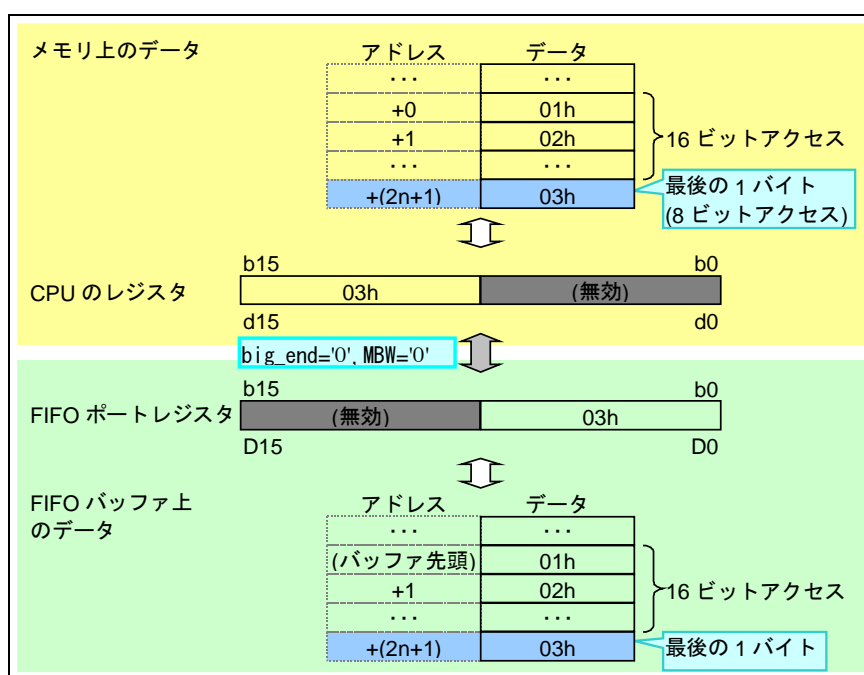 メモリ上のデータ
アドレス データ
･･･ ･･･
+0 01h
+1 02h
16 ビットアクセス
･･･ ･･･
+(2n+1) 03h
最後の 1 バイト
(8 ビットアクセス)
b15 b0
CPU のレジスタ 03h (無効)
d15 d0
big_end='0', MBW='0'
b15 b0
FIFO ポートレジスタ (無効) 03h
D15 D0
FIFO バッファ上
のデータ
アドレス データ
･･･ ･･･
(バッファ先頭) 01h
+1 02h
16 ビットアクセス
･･･ ･･･
+(2n+1) 03h
最後の 1 バイト